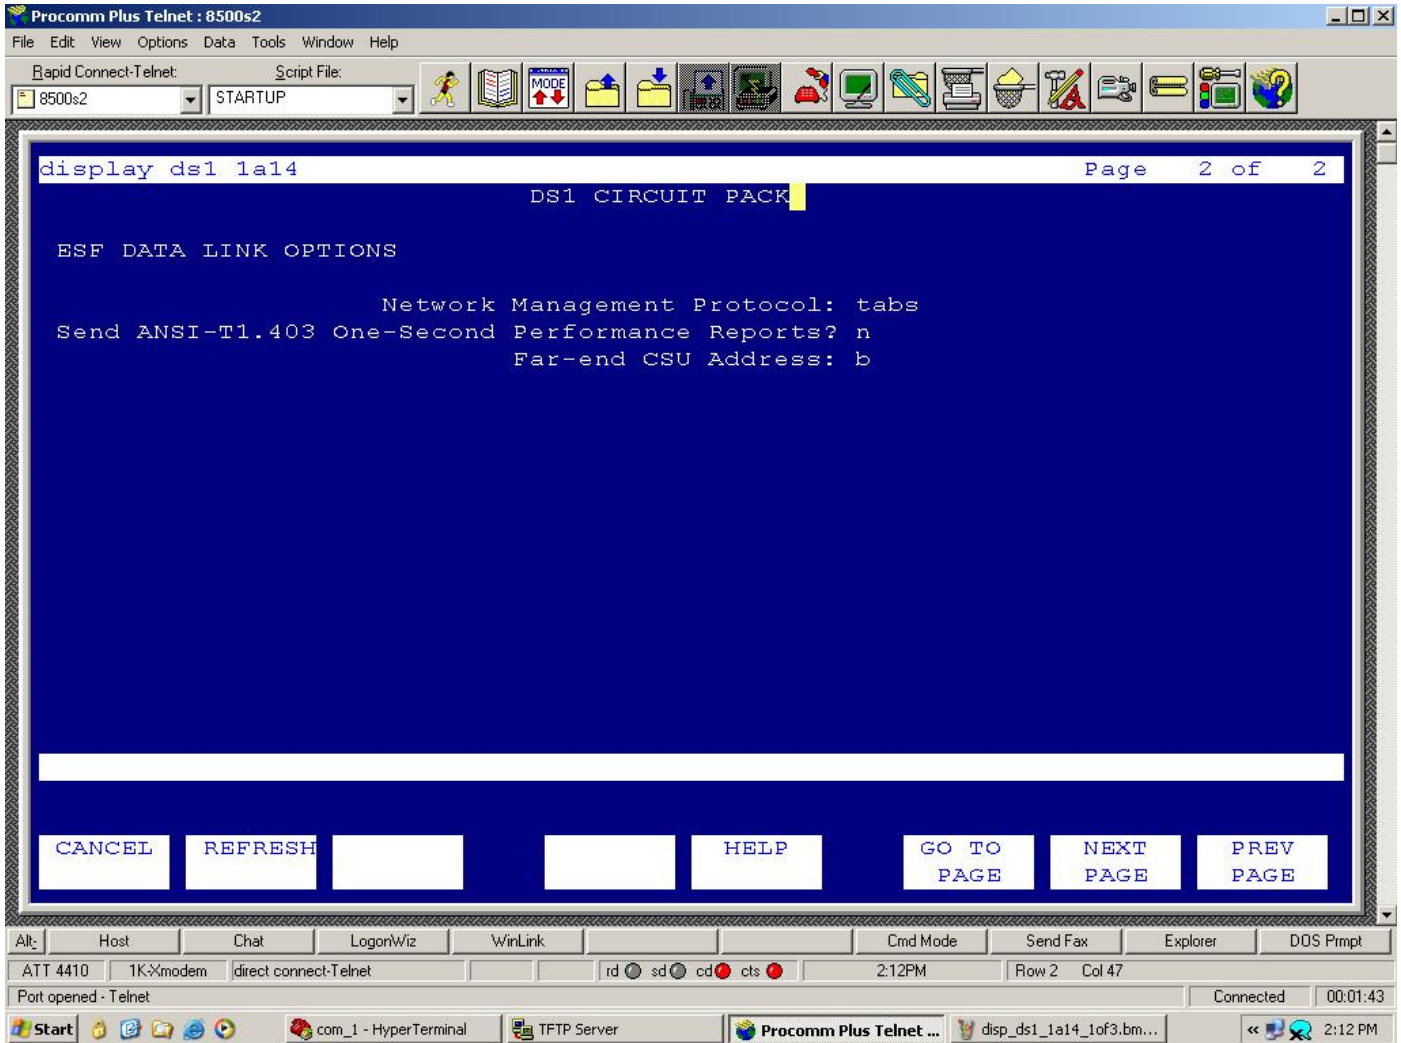 Procomm Plus Telnet : 8500s2
File Edit View Options Data Tools Window Help
Rapid Connect-Telnet: Script File:
8500s2 STARTUP MODE
display ds1 1a14 Page 2 of 2
DS1 CIRCUIT PACK
ESF DATA LINK OPTIONS
Network Management Protocol: tabs
Send ANSI-T1.403 One-Second Performance Reports? n
Far-end CSU Address: b
CANCEL REFRESH HELP GO TO PAGE NEXT PAGE PREV PAGE
Alt- Host Chat LogonWiz WinLink Cmd Mode Send Fax Explorer DOS Prmpt
ATT 4410 1K-Xmodem direct connect-Telnet rd sd cd cts 2:12PM Row 2 Col 47
Port opened - Telnet Connected 00:01:43
Start com_1 - HyperTerminal TFTP Server Procomm Plus Telnet ... disp_ds1_1a14_1of3.bm... « 2:12 PM